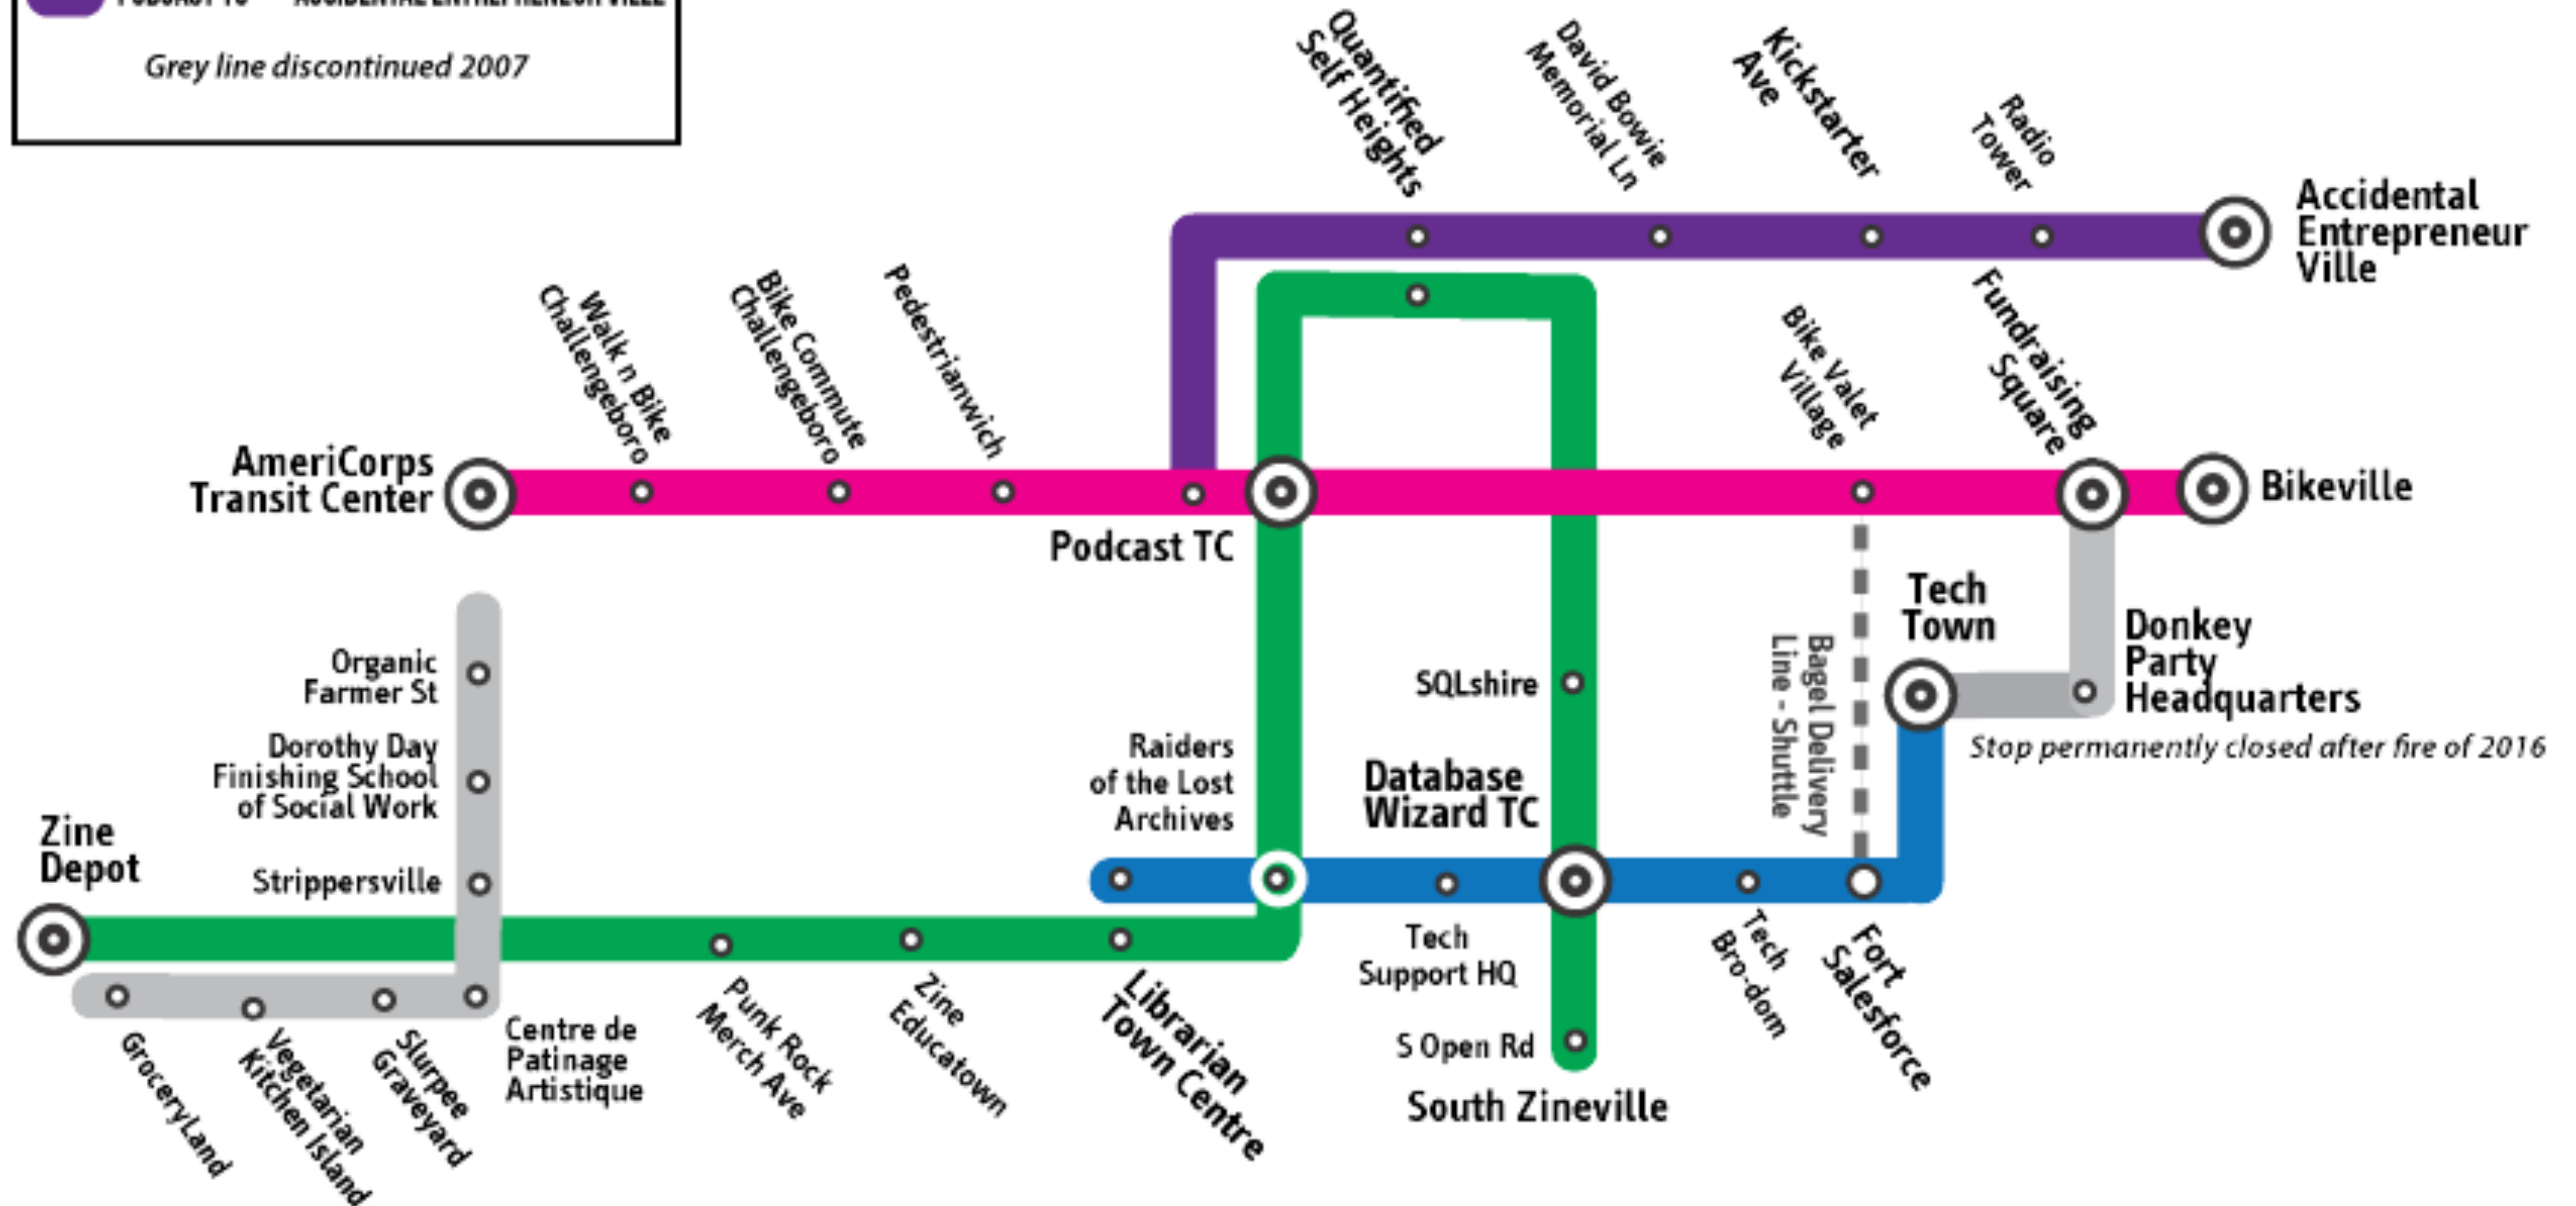 PODCAST TC
ACCIDENTAL ENTREPRENEUR VILLE
Grey line discontinued 2007
Quantified
Self Heights
David Bowie
Memorial Ln
Kickstarter
Ave
Radio
Tower
Accidental
Entrepreneur
Ville
Walk n Bike
Challengeboro
Bike Commute
Challengeboro
Pedestrianwich
Bike Valet
Village
Fundraising
Square
AmeriCorps
Transit Center
Podcast TC
Bikeville
Tech
Town
Donkey
Party
Headquarters
Stop permanently closed after fire of 2016
Bagel Delivery
Line - Shuttle
Organic
Farmer St
Dorothy Day
Finishing School
of Social Work
Strippersville
SQLshire
Raiders
of the Lost
Archives
Database
Wizard TC
Zine
Depot
GroceryLand
Vegetarian
Kitchen Island
Slurpee
Graveyard
Centre de
Patinage
Artistique
Punk Rock
Merch Ave
Zine
Educatown
Librarian
Town Centre
Tech
Support HQ
S Open Rd
South Zineville
Tech
Bro-dom
Fort
Salesforce